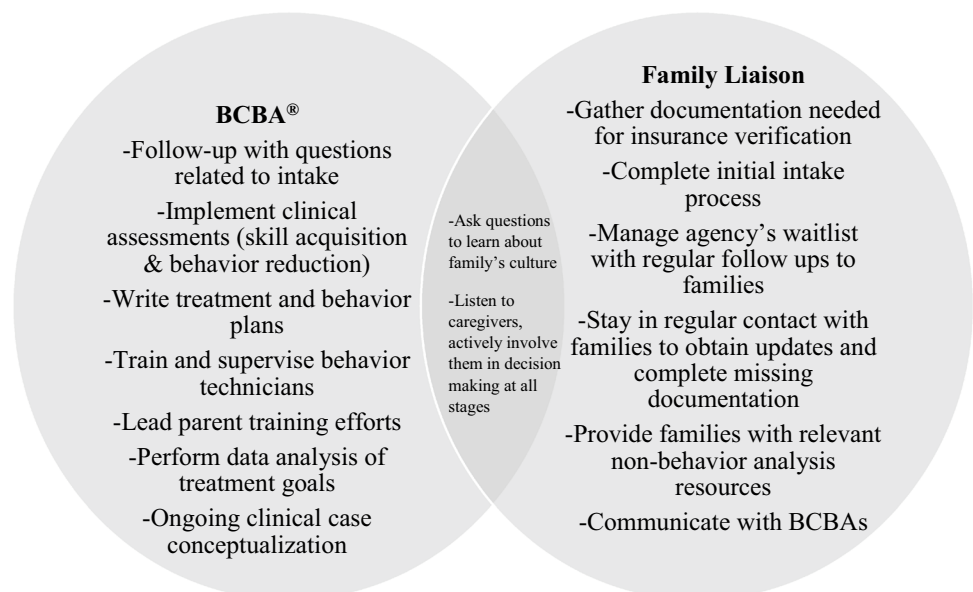 BCBA®
-Follow-up with questions
related to intake
-Implement clinical
assessments (skill acquisition
& behavior reduction)
-Write treatment and behavior
plans
-Train and supervise behavior
technicians
-Lead parent training efforts
-Perform data analysis of
treatment goals
-Ongoing clinical case
conceptualization
-Ask questions
to learn about
family’s culture
-Listen to
caregivers,
actively involve
them in decision
making at all
stages
Family Liaison
-Gather documentation needed
for insurance verification
-Complete initial intake
process
-Manage agency’s waitlist
with regular follow ups to
families
-Stay in regular contact with
families to obtain updates and
complete missing
documentation
-Provide families with relevant
non-behavior analysis
resources
-Communicate with BCBAs